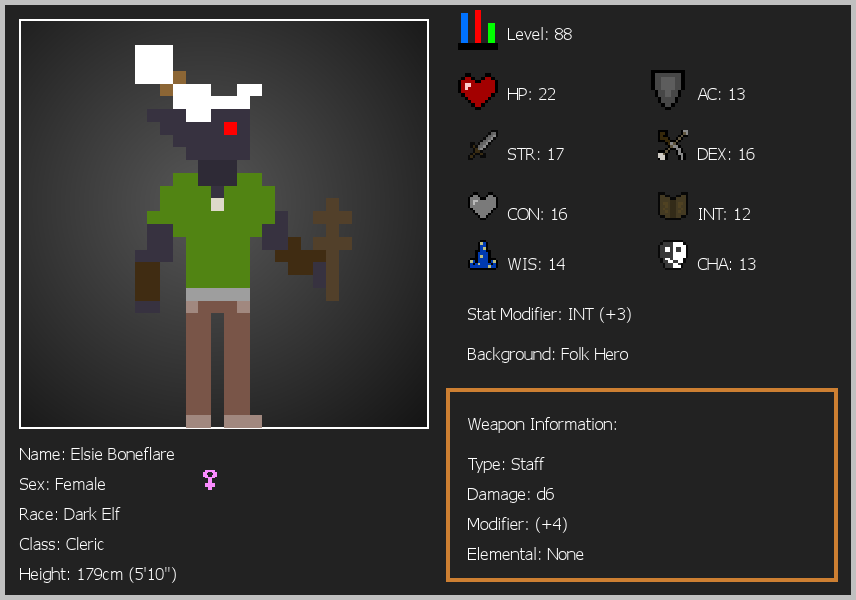 Level: 88
HP: 22
AC: 13
STR: 17
DEX: 16
CON: 16
INT: 12
WIS: 14
CHA: 13
Stat Modifier: INT (+3)
Background: Folk Hero
Weapon Information:
Type: Staff
Damage: d6
Modifier: (+4)
Elemental: None
Name: Elsie Boneflare
Sex: Female
Race: Dark Elf
Class: Cleric
Height: 179cm (5'10")